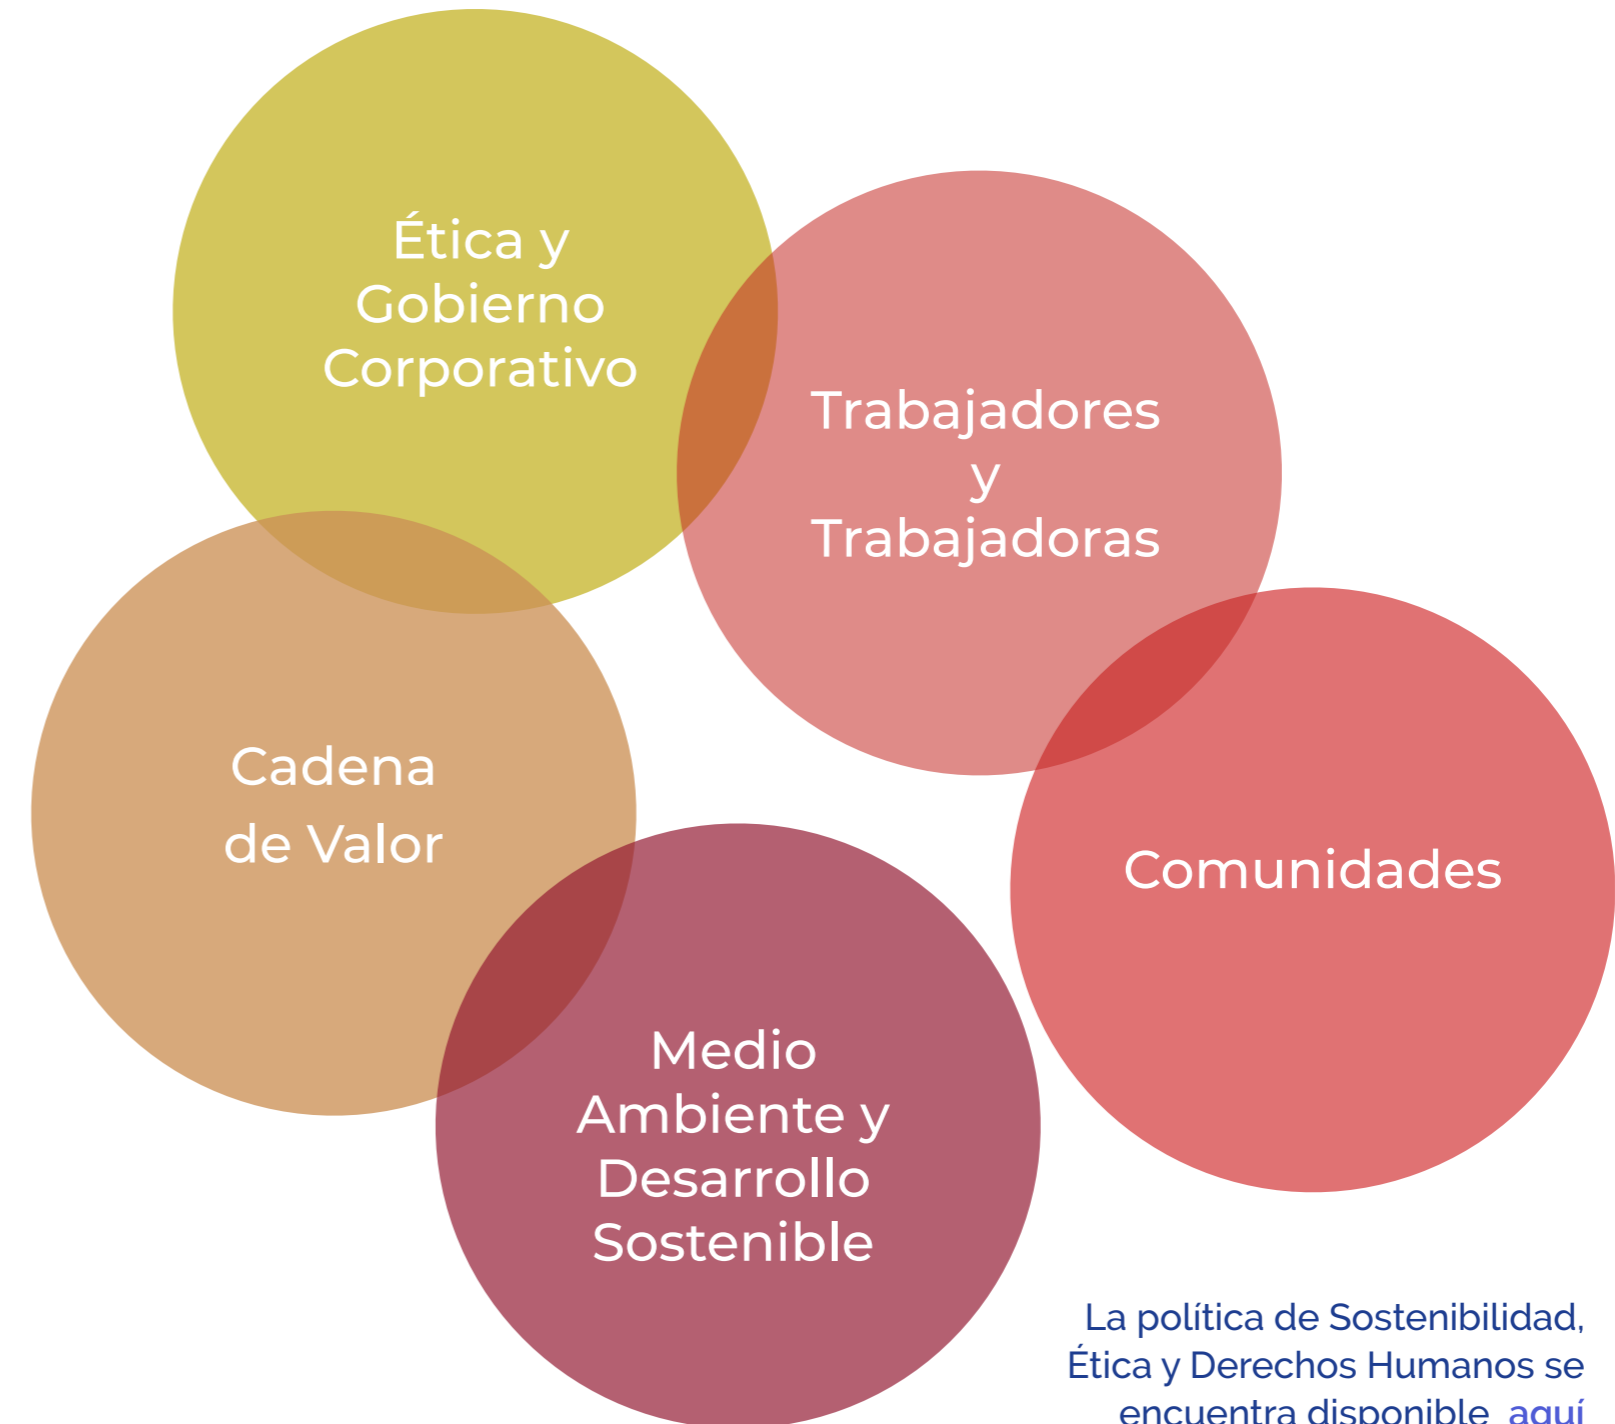 Ética y
Gobierno
Corporativo
Trabajadores
y
Trabajadoras
Cadena
de Valor
Comunidades
Medio
Ambiente y
Desarrollo
Sostenible
La política de Sostenibilidad,
Ética y Derechos Humanos se
encuentra disponible aquí